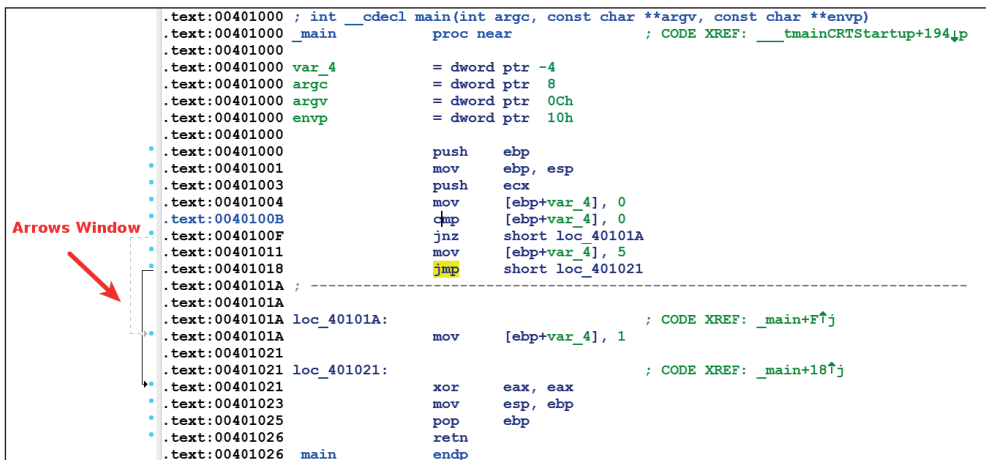 .text:00401000 ; int __cdecl main(int argc, const char **argv, const char **envp)
.text:00401000 _main proc near ; CODE XREF: ___tmainCRTStartup+194↓p
.text:00401000
.text:00401000 var_4 = dword ptr -4
.text:00401000 argc = dword ptr 8
.text:00401000 argv = dword ptr 0Ch
.text:00401000 envp = dword ptr 10h
.text:00401000
.text:00401000 push ebp
.text:00401001 mov ebp, esp
.text:00401003 push ecx
.text:00401004 mov [ebp+var_4], 0
.text:0040100B cmp [ebp+var_4], 0
Arrows Window
.text:0040100F jnz short loc_40101A
.text:00401011 mov [ebp+var_4], 5
.text:00401018 jmp short loc_401021
.text:0040101A ; ---------------------------------------------------------------------------
.text:0040101A
.text:0040101A loc_40101A: ; CODE XREF: _main+F↑j
.text:0040101A mov [ebp+var_4], 1
.text:00401021
.text:00401021 loc_401021: ; CODE XREF: _main+18↑j
.text:00401021 xor eax, eax
.text:00401023 mov esp, ebp
.text:00401025 pop ebp
.text:00401026 retn
.text:00401026 _main endp